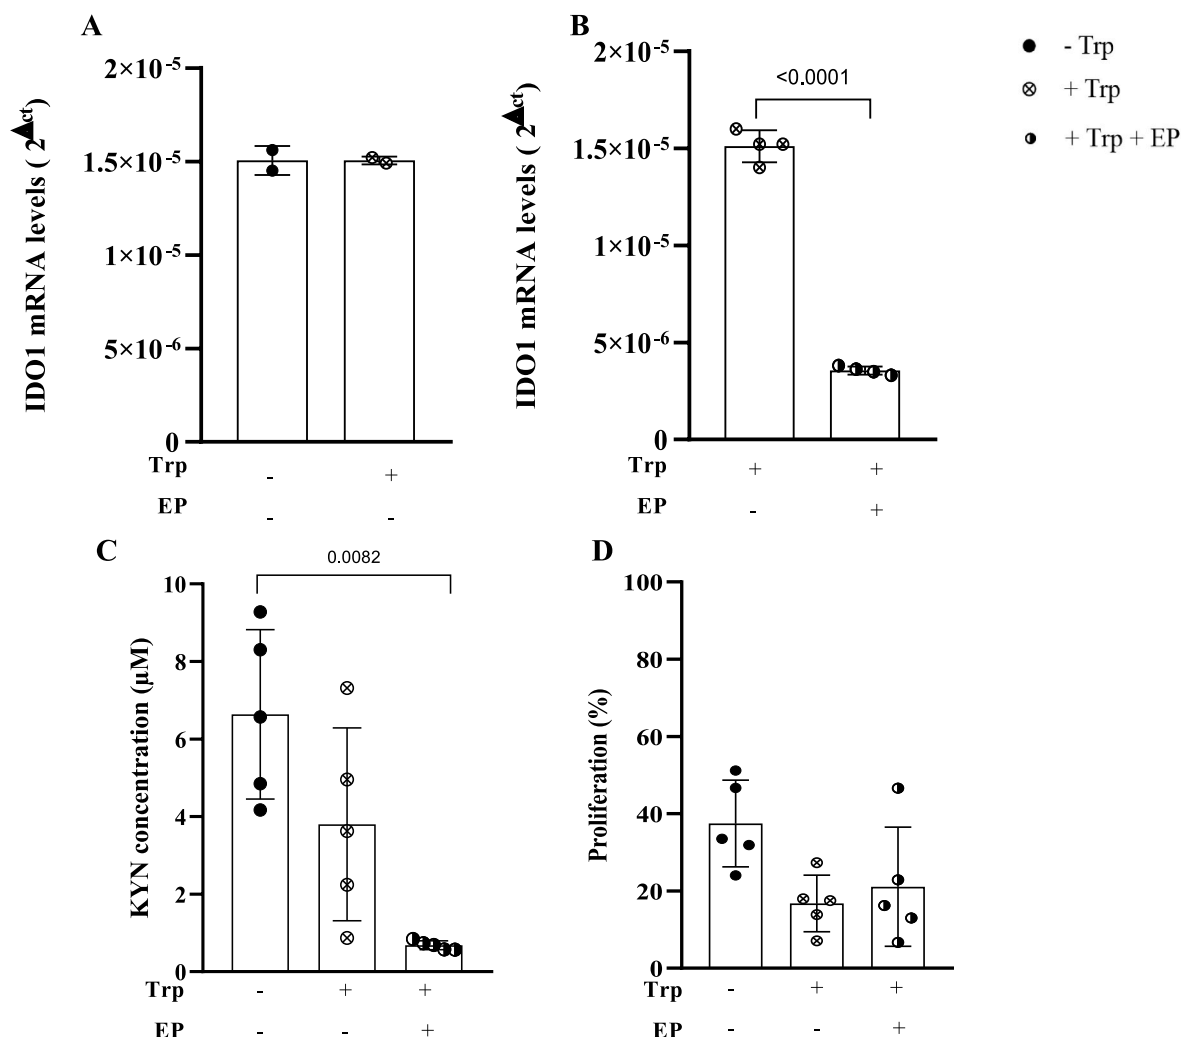 A
IDO1 mRNA levels ( 2▲ct)
2×10-5
1.5×10-5
1×10-5
5×10-6
0
Trp - +
EP - -
B
IDO1 mRNA levels ( 2▲ct)
2×10-5
1.5×10-5
1×10-5
5×10-6
0
<0.0001
Trp + +
EP - +
- Trp
+ Trp
+ Trp + EP
C
KYN concentration (µM)
10
8
6
4
2
0
0.0082
Trp - + +
EP - - +
D
Proliferation (%)
100
80
60
40
20
0
Trp - + +
EP - - +